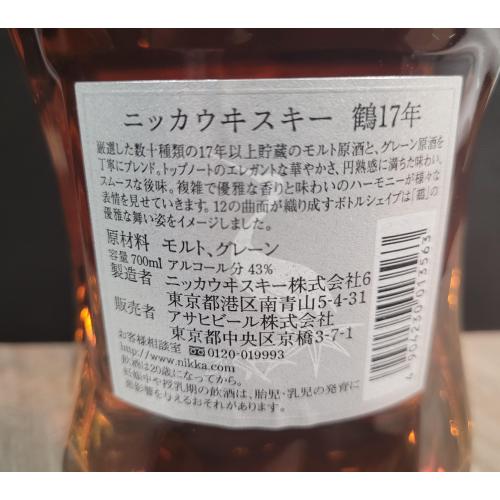 ニッカウヰスキー 鶴17年
厳選した数十種類の17年以上貯蔵のモルト原酒と、グレーン原酒を
丁寧にブレンド。トップノートのエレガントな華やかさ、円熟感に満ちた味わい、
スムースな後味。複雑で優雅な香りと味わいのハーモニーが様々な
表情を見せていきます。12の曲面が織り成すボトルシェイプは「鶴」の
優雅な舞い姿をイメージしました。
原材料 モルト、グレーン
容量 700ml アルコール分 43%
製造者 ニッカウヰスキー株式会社6
東京都港区南青山5-4-31
販売者 アサヒビール株式会社
東京都中央区京橋3-7-1
お客様相談室 0120-019993
http://www.nikka.com
飲酒は20歳になってから。
妊娠中や授乳期の飲酒は、胎児・乳児の発育に
悪影響を与えるおそれがあります。
4 904230 013563